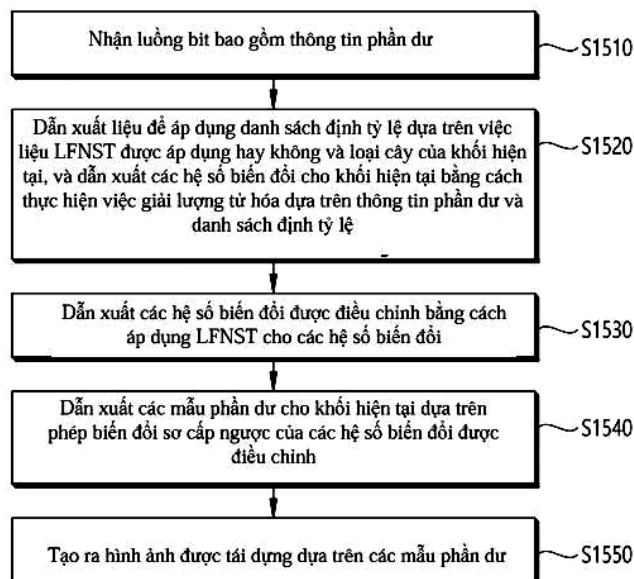 Nhận luồng bit bao gồm thông tin phần dư
S1510
Dẫn xuất liệu để áp dụng danh sách định tỷ lệ dựa trên việc
liệu LFNST được áp dụng hay không và loại cây của khối hiện
tại, và dẫn xuất các hệ số biến đổi cho khối hiện tại bằng cách
thực hiện việc giải lượng tử hóa dựa trên thông tin phần dư và
danh sách định tỷ lệ
S1520
Dẫn xuất các hệ số biến đổi được điều chỉnh bằng cách
áp dụng LFNST cho các hệ số biến đổi
S1530
Dẫn xuất các mẫu phần dư cho khối hiện tại dựa trên
phép biến đổi sơ cấp ngược của các hệ số biến đổi được
điều chỉnh
S1540
Tạo ra hình ảnh được tái dựng dựa trên các mẫu phần dư
S1550